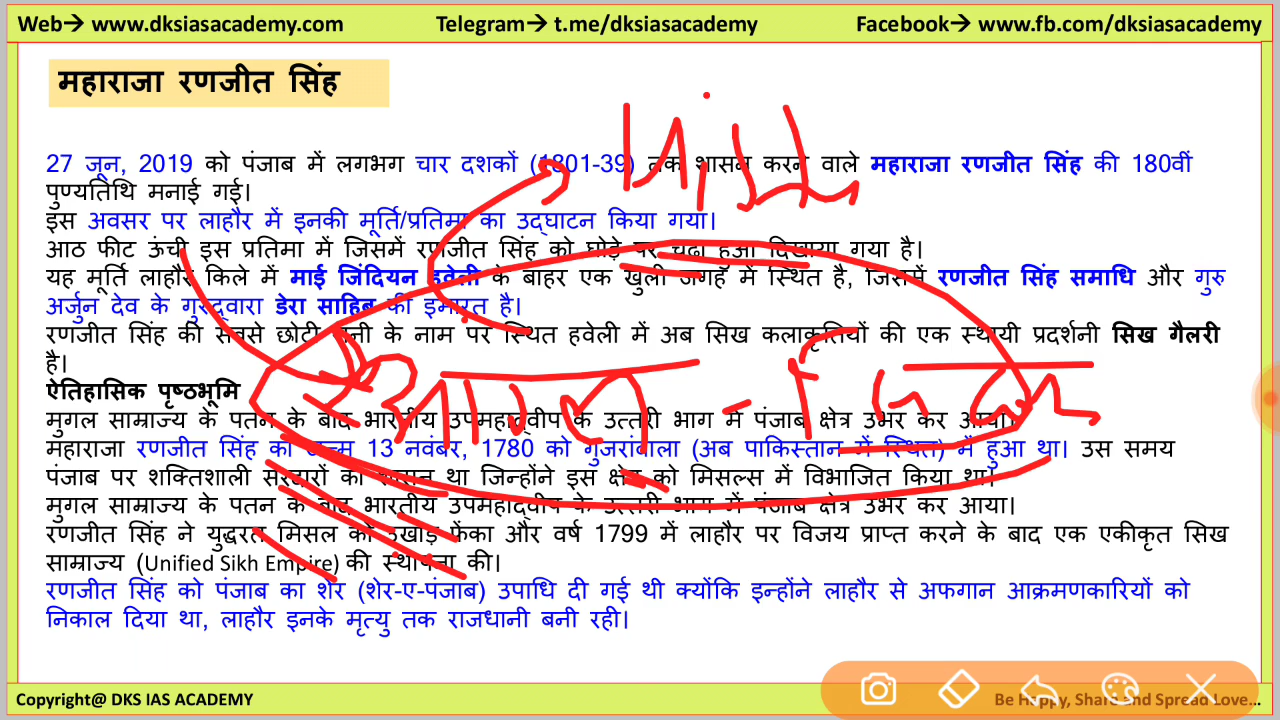 Web→ www.dksiasacademy.com Telegram→ t.me/dksiasacademy Facebook→ www.fb.com/dksiasacademy
महाराजा रणजीत सिंह
27 जून, 2019 को पंजाब में लगभग चार दशकों (1801-39) तक शासन करने वाले महाराजा रणजीत सिंह की 180वीं
पुण्यतिथि मनाई गई।
इस अवसर पर लाहौर में इनकी मूर्ति/प्रतिमा का उद्घाटन किया गया।
आठ फीट ऊंची इस प्रतिमा में जिसमें रणजीत सिंह को घोड़े पर चढ़ा हुआ दिखाया गया है।
यह मूर्ति लाहौर किले में माई जिंदियन हवेली के बाहर एक खुली जगह में स्थित है, जिसमें रणजीत सिंह समाधि और गुरु
अर्जुन देव के गुरुद्वारा डेरा साहिब की इमारत है।
रणजीत सिंह की सबसे छोटी पत्नी के नाम पर स्थित हवेली में अब सिख कलाकृतियों की एक स्थायी प्रदर्शनी सिख गैलरी
है।
ऐतिहासिक पृष्ठभूमि
मुगल साम्राज्य के पतन के बाद भारतीय उपमहाद्वीप के उत्तरी भाग में पंजाब क्षेत्र उभर कर आया।
महाराजा रणजीत सिंह का जन्म 13 नवंबर, 1780 को गुजरांवाला (अब पाकिस्तान में स्थित) में हुआ था। उस समय
पंजाब पर शक्तिशाली सरदारों का शासन था जिन्होंने इस क्षेत्र को मिसल्स में विभाजित किया था।
मुगल साम्राज्य के पतन के बाद भारतीय उपमहाद्वीप के उत्तरी भाग में पंजाब क्षेत्र उभर कर आया।
रणजीत सिंह ने युद्धरत मिसल को उखाड़ फेंका और वर्ष 1799 में लाहौर पर विजय प्राप्त करने के बाद एक एकीकृत सिख
साम्राज्य (Unified Sikh Empire) की स्थापना की।
रणजीत सिंह को पंजाब का शेर (शेर-ए-पंजाब) उपाधि दी गई थी क्योंकि इन्होंने लाहौर से अफगान आक्रमणकारियों को
निकाल दिया था, लाहौर इनके मृत्यु तक राजधानी बनी रही।
Copyright@ DKS IAS ACADEMY Be Happy, Share and Spread Love...